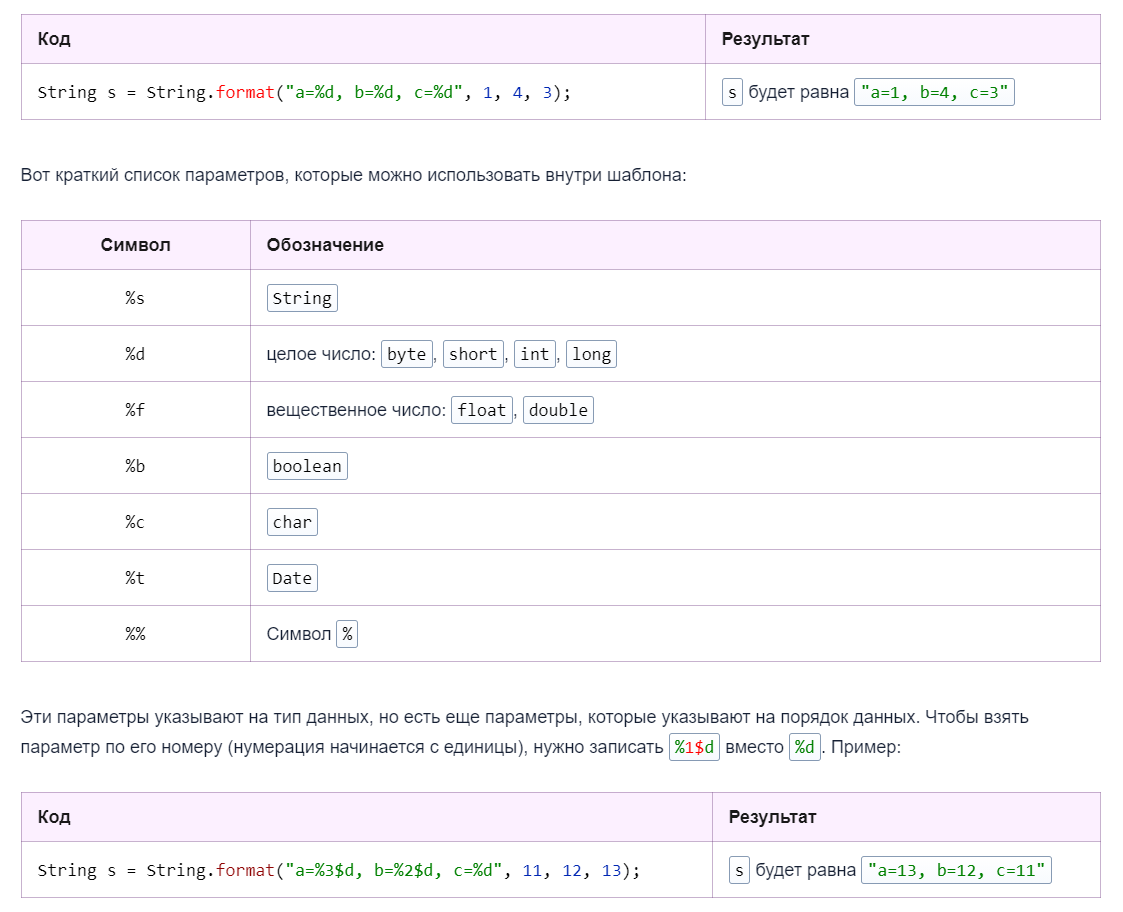 Код Результат
String s = String.format("a=%d, b=%d, c=%d", 1, 4, 3); s будет равна "a=1, b=4, c=3"
Вот краткий список параметров, которые можно использовать внутри шаблона:
Символ Обозначение
%s String
%d целое число: byte, short, int, long
%f вещественное число: float, double
%b boolean
%c char
%t Date
%% Символ %
Эти параметры указывают на тип данных, но есть еще параметры, которые указывают на порядок данных. Чтобы взять
параметр по его номеру (нумерация начинается с единицы), нужно записать %1$d вместо %d. Пример:
Код Результат
String s = String.format("a=%3$d, b=%2$d, c=%d", 11, 12, 13); s будет равна "a=13, b=12, c=11"